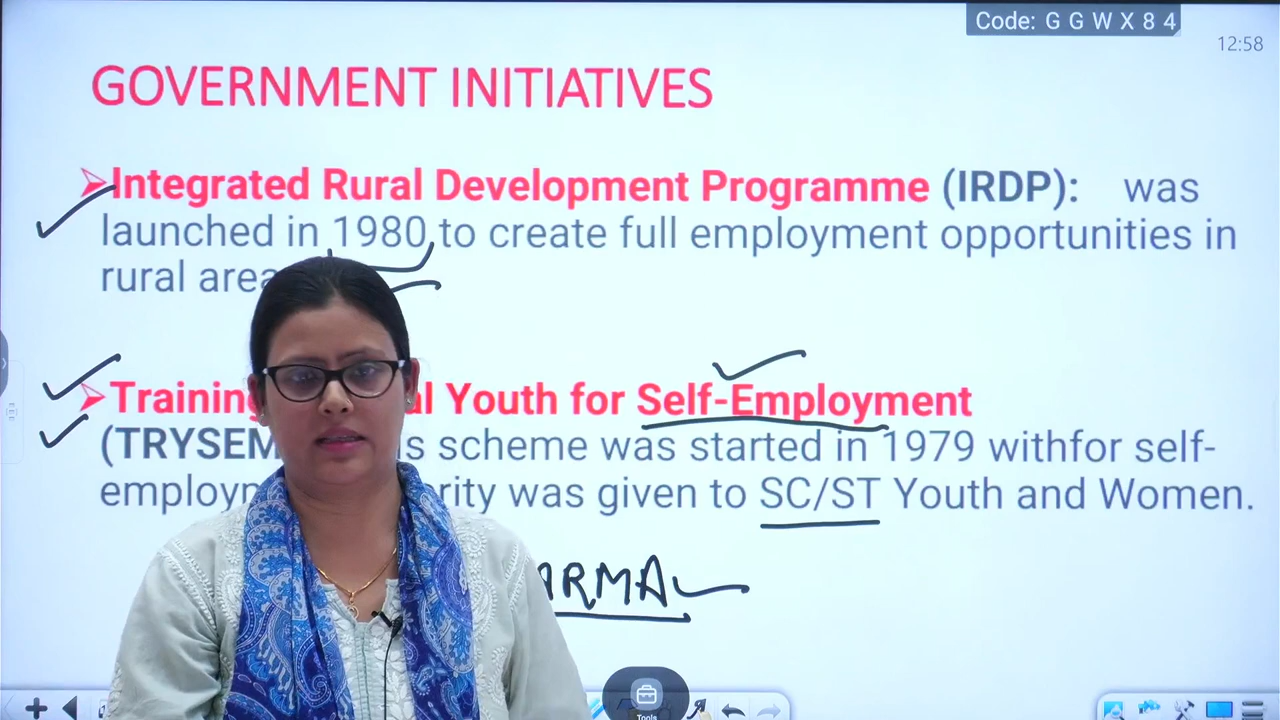 Code: G G W X 8 4
12:58
GOVERNMENT INITIATIVES
Integrated Rural Development Programme (IRDP): was
launched in 1980 to create full employment opportunities in
rural
Youth for Self-Employment
(TRYSEM scheme was started in 1979 withfor self-
was given to SC/ST Youth and Women.
Tools